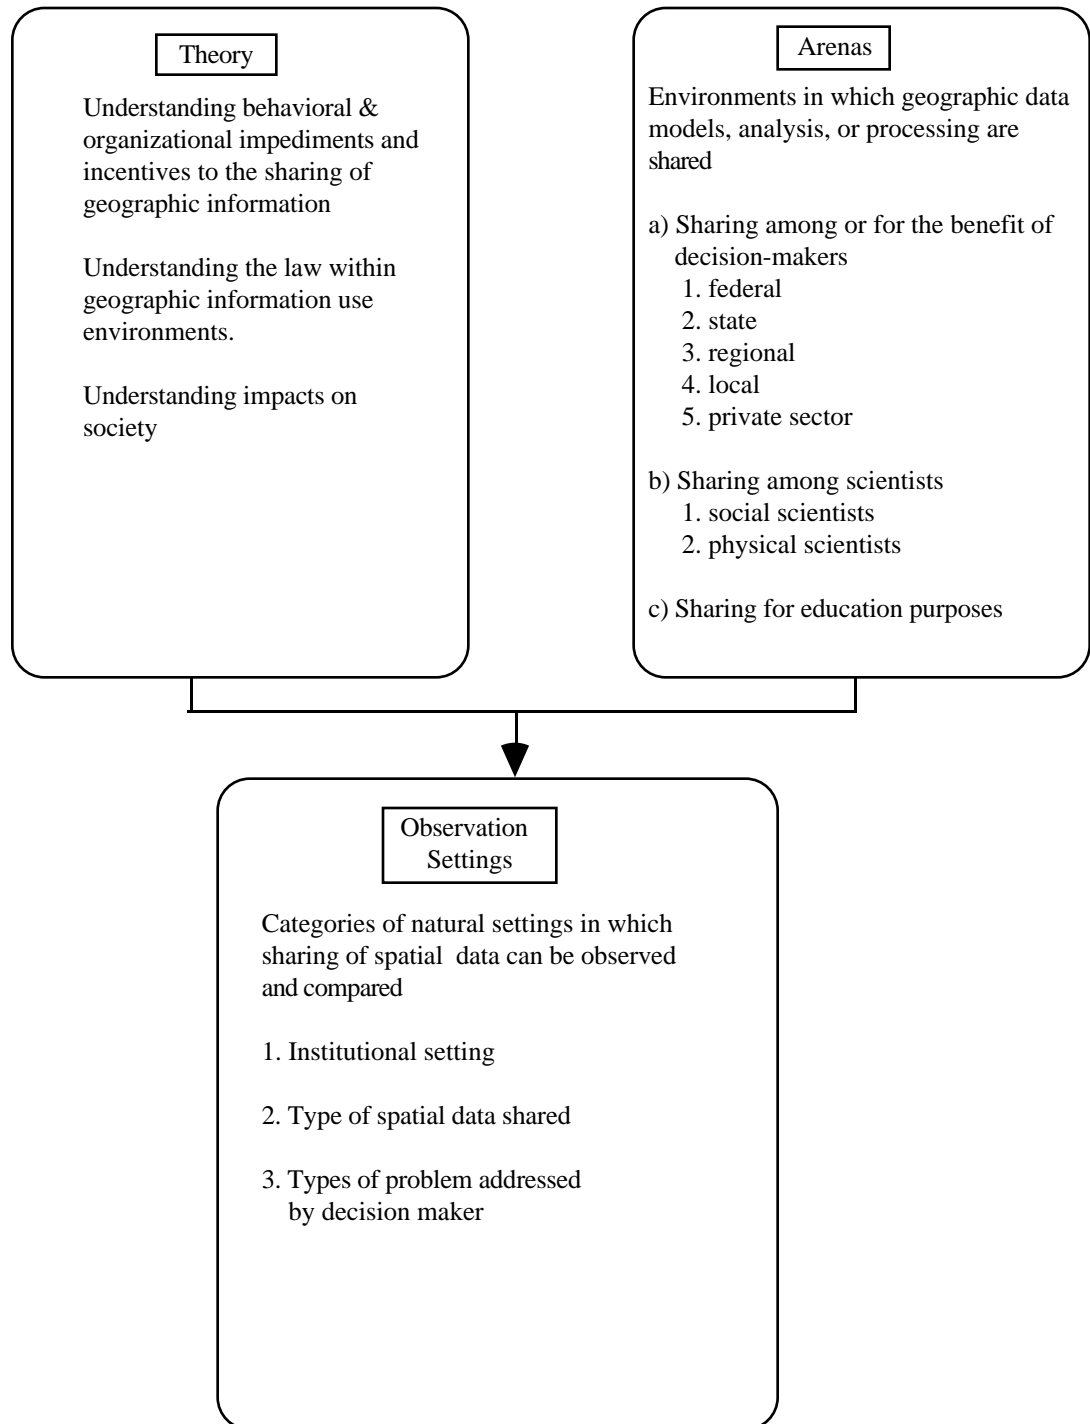 Theory
Understanding behavioral &
organizational impediments and
incentives to the sharing of
geographic information
Understanding the law within
geographic information use
environments.
Understanding impacts on
society
Arenas
Environments in which geographic data
models, analysis, or processing are
shared
a) Sharing among or for the benefit of
decision-makers
1. federal
2. state
3. regional
4. local
5. private sector
b) Sharing among scientists
1. social scientists
2. physical scientists
c) Sharing for education purposes
Observation
Settings
Categories of natural settings in which
sharing of spatial data can be observed
and compared
1. Institutional setting
2. Type of spatial data shared
3. Types of problem addressed
by decision maker